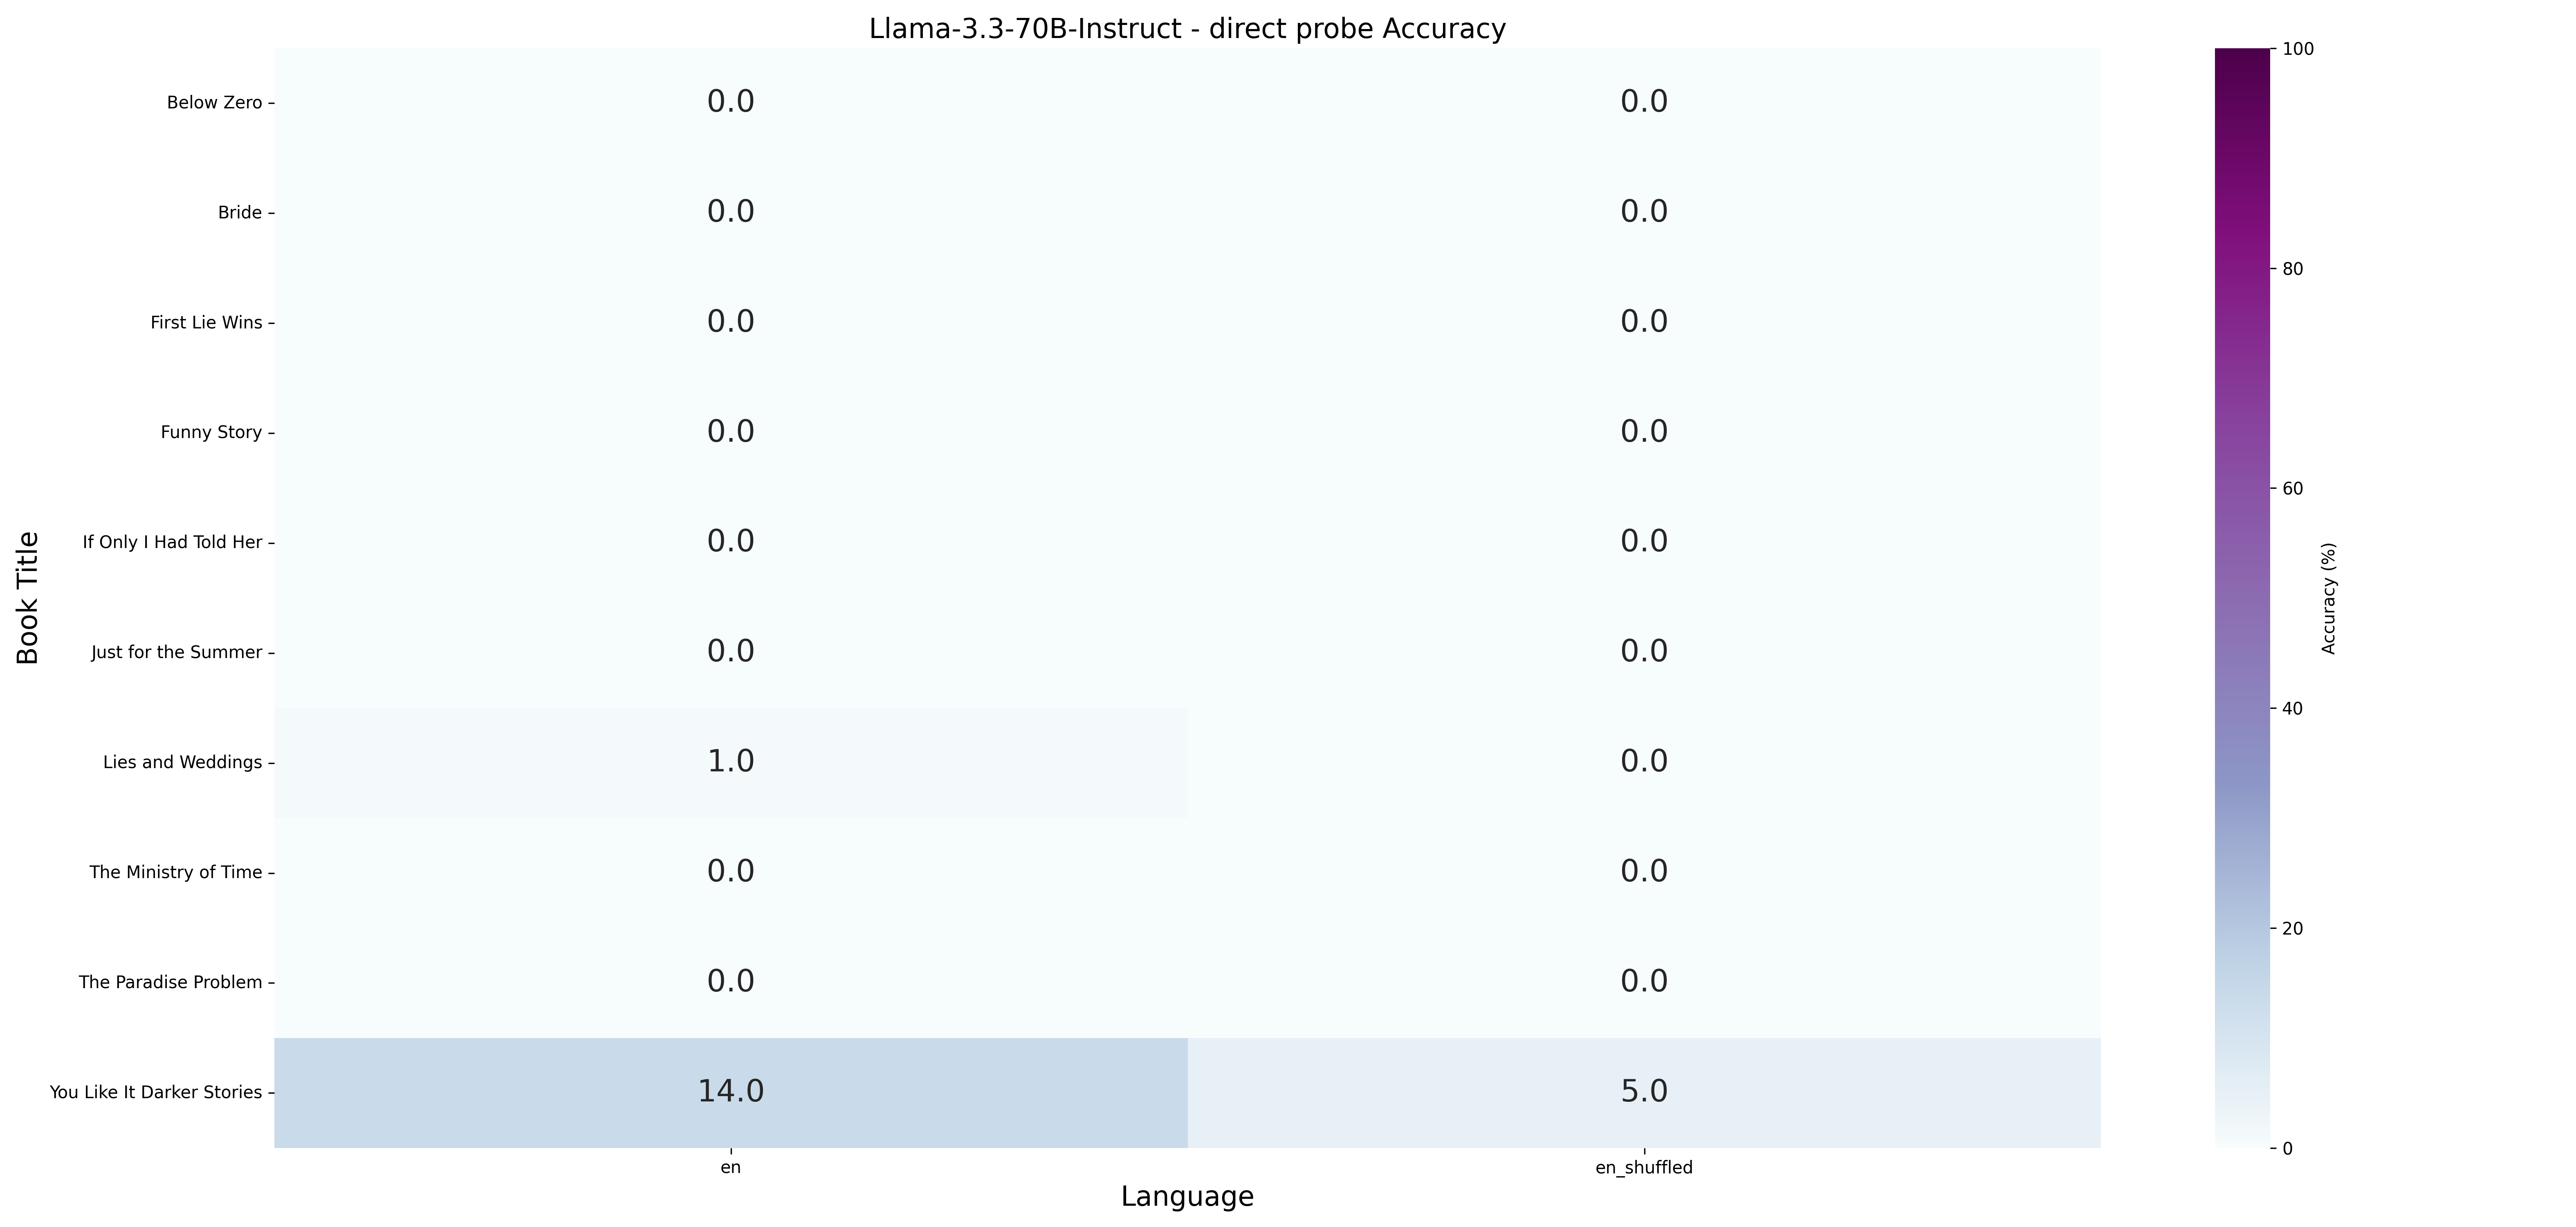 Llama-3.3-70B-Instruct - direct probe Accuracy
Book Title
Below Zero 0.0 0.0
Bride 0.0 0.0
First Lie Wins 0.0 0.0
Funny Story 0.0 0.0
If Only I Had Told Her 0.0 0.0
Just for the Summer 0.0 0.0
Lies and Weddings 1.0 0.0
The Ministry of Time 0.0 0.0
The Paradise Problem 0.0 0.0
You Like It Darker Stories 14.0 5.0
en en_shuffled
Language
100
80
60
40
20
0
Accuracy (%)